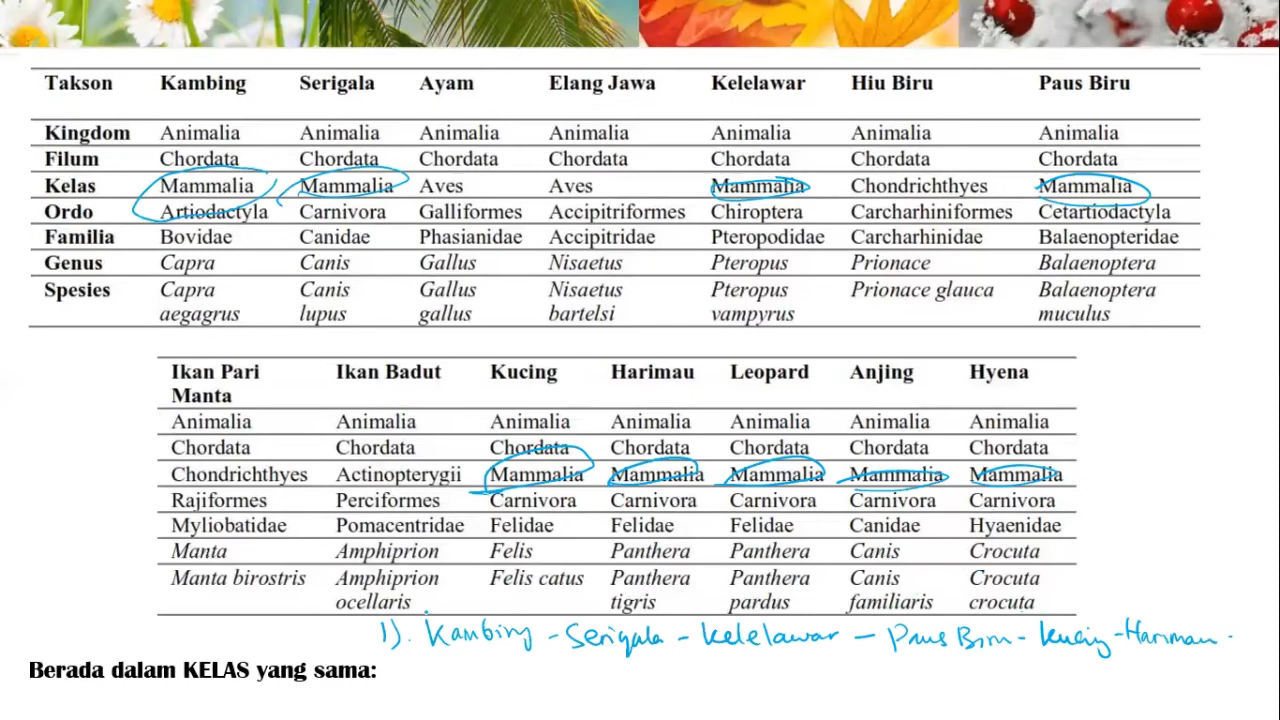 Takson Kambing Serigala Ayam Elang Jawa Kelelawar Hiu Biru Paus Biru
Kingdom Animalia Animalia Animalia Animalia Animalia Animalia Animalia
Filum Chordata Chordata Chordata Chordata Chordata Chordata Chordata
Kelas Mammalia Mammalia Aves Aves Mammalia Chondrichthyes Mammalia
Ordo Artiodactyla Carnivora Galliformes Accipitriformes Chiroptera Carcharhiniformes Cetartiodactyla
Familia Bovidae Canidae Phasianidae Accipitridae Pteropodidae Carcharhinidae Balaenopteridae
Genus Capra Canis Gallus Nisaetus Pteropus Prionace Balaenoptera
Spesies Capra Canis Gallus Nisaetus Pteropus Prionace glauca Balaenoptera
aegagrus lupus gallus bartelsi vampyrus muculus
Ikan Pari Ikan Badut Kucing Harimau Leopard Anjing Hyena
Manta
Animalia Animalia Animalia Animalia Animalia Animalia Animalia
Chordata Chordata Chordata Chordata Chordata Chordata Chordata
Chondrichthyes Actinopterygii Mammalia Mammalia Mammalia Mammalia Mammalia
Rajiformes Perciformes Carnivora Carnivora Carnivora Carnivora Carnivora
Myliobatidae Pomacentridae Felidae Felidae Felidae Canidae Hyaenidae
Manta Amphiprion Felis Panthera Panthera Canis Crocuta
Manta birostris Amphiprion Felis catus Panthera Panthera Canis Crocuta
ocellaris tigris pardus familiaris crocuta
1). Kambing - Serigala - Kelelawar - Paus Biru - Kucing - Harimau -
Berada dalam KELAS yang sama: